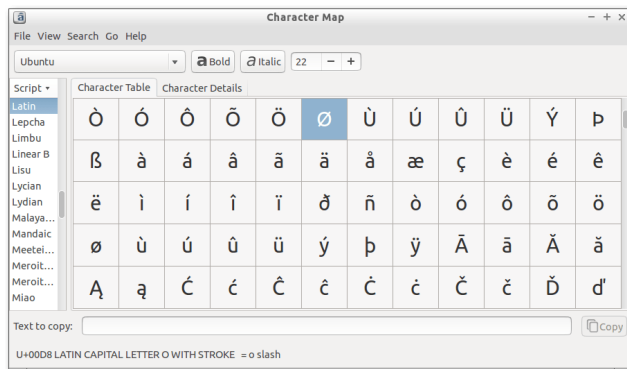 Character Map
File View Search Go Help
Ubuntu a Bold a Italic 22 − +
Script Character Table Character Details
Latin
Lepcha
Limbu
Linear B
Lisu
Lycian
Lydian
Malaya...
Mandaic
Meetei...
Meroit...
Meroit...
Miao
Ò Ó Ô Õ Ö Ø Ù Ú Û Ü Ý Þ
ß à á â ã ä å æ ç è é ê
ë ì í î ï ð ñ ò ó ô õ ö
ø ù ú û ü ý þ ÿ Ā ā Ă ă
Ą ą Ć ć Ĉ ĉ Ċ ċ Č č Ď ď
Text to copy: Copy
U+00D8 LATIN CAPITAL LETTER O WITH STROKE = o slash